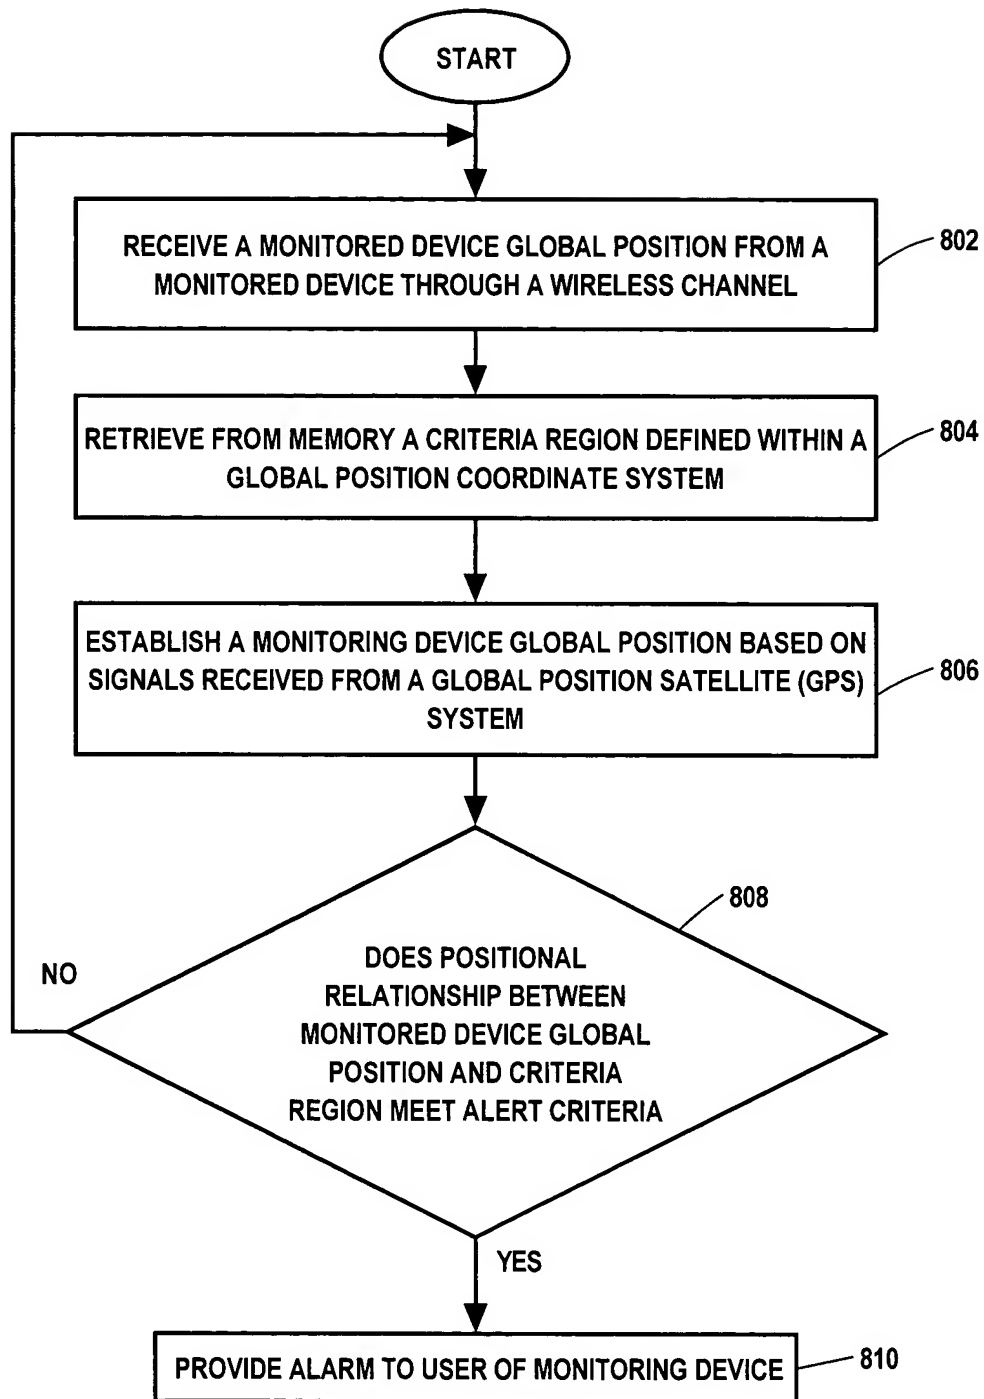 START
RECEIVE A MONITORED DEVICE GLOBAL POSITION FROM A
MONITORED DEVICE THROUGH A WIRELESS CHANNEL
802
RETRIEVE FROM MEMORY A CRITERIA REGION DEFINED WITHIN A
GLOBAL POSITION COORDINATE SYSTEM
804
ESTABLISH A MONITORING DEVICE GLOBAL POSITION BASED ON
SIGNALS RECEIVED FROM A GLOBAL POSITION SATELLITE (GPS)
SYSTEM
806
808
DOES POSITIONAL
RELATIONSHIP BETWEEN
MONITORED DEVICE GLOBAL
POSITION AND CRITERIA
REGION MEET ALERT CRITERIA
NO
YES
PROVIDE ALARM TO USER OF MONITORING DEVICE
810